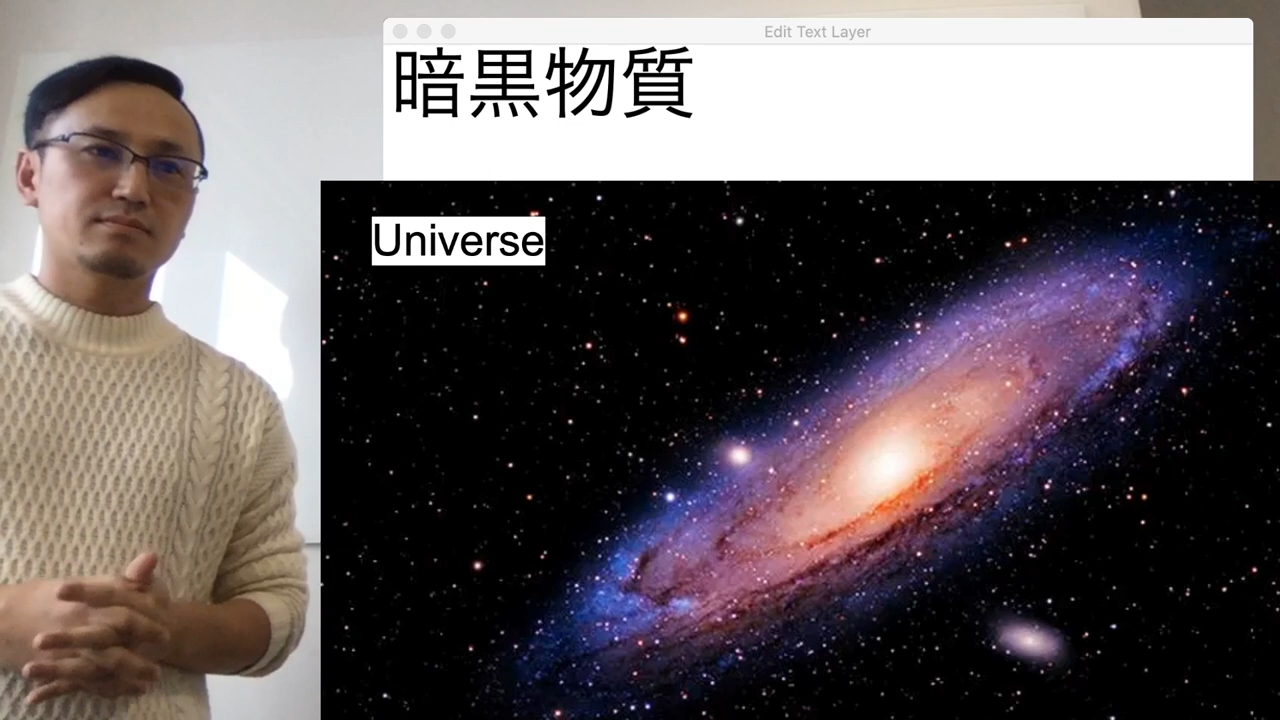 Edit Text Layer
暗黒物質
Universe